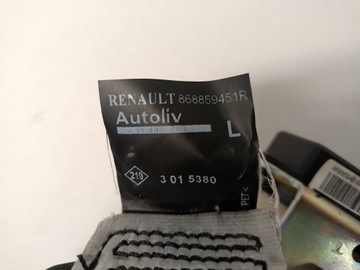 RENAULT 868859451R
Autoliv
L
219
3 01 5380
PET<